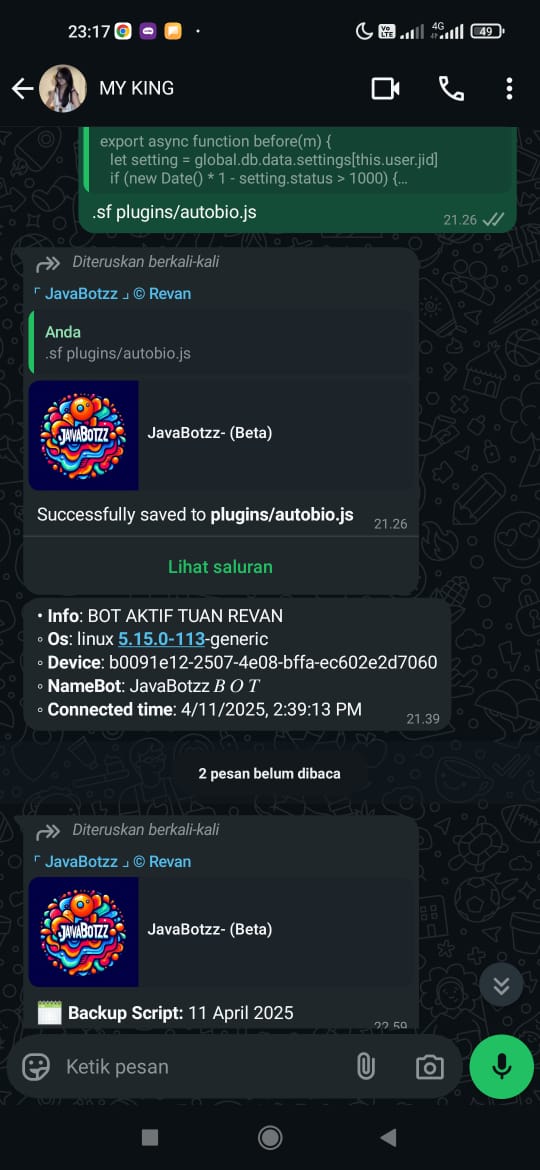 23:17
Vo LTE
4G
49
MY KING
export async function before(m) {
let setting = global.db.data.settings[this.user.jid]
if (new Date() * 1 - setting.status > 1000) {...
.sf plugins/autobio.js
21.26
Diteruskan berkali-kali
「 JavaBotzz 」 © Revan
Anda
.sf plugins/autobio.js
JAVABOTZZ
JavaBotzz- (Beta)
Successfully saved to plugins/autobio.js
21.26
Lihat saluran
• Info: BOT AKTIF TUAN REVAN
◦ Os: linux 5.15.0-113-generic
◦ Device: b0091e12-2507-4e08-bffa-ec602e2d7060
◦ NameBot: JavaBotzz 𝐵 𝑂 𝑇
◦ Connected time: 4/11/2025, 2:39:13 PM
21.39
2 pesan belum dibaca
Diteruskan berkali-kali
「 JavaBotzz 」 © Revan
JAVABOTZZ
JavaBotzz- (Beta)
🗓️ Backup Script: 11 April 2025
22.59
Ketik pesan